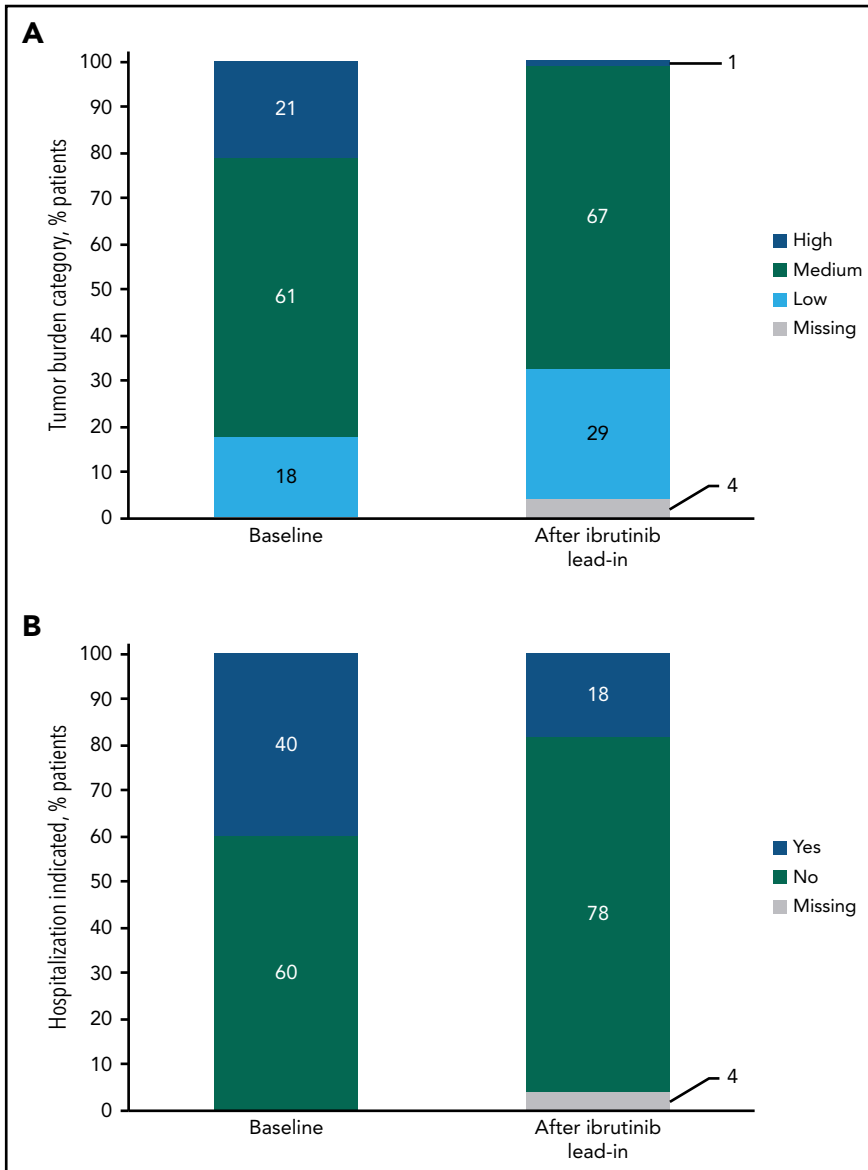 A
Tumor burden category, % patients
100
90
80
70
60
50
40
30
20
10
0
21
61
18
1
67
29
4
Baseline
After ibrutinib
lead-in
High
Medium
Low
Missing
B
Hospitalization indicated, % patients
100
90
80
70
60
50
40
30
20
10
0
40
60
18
78
4
Baseline
After ibrutinib
lead-in
Yes
No
Missing